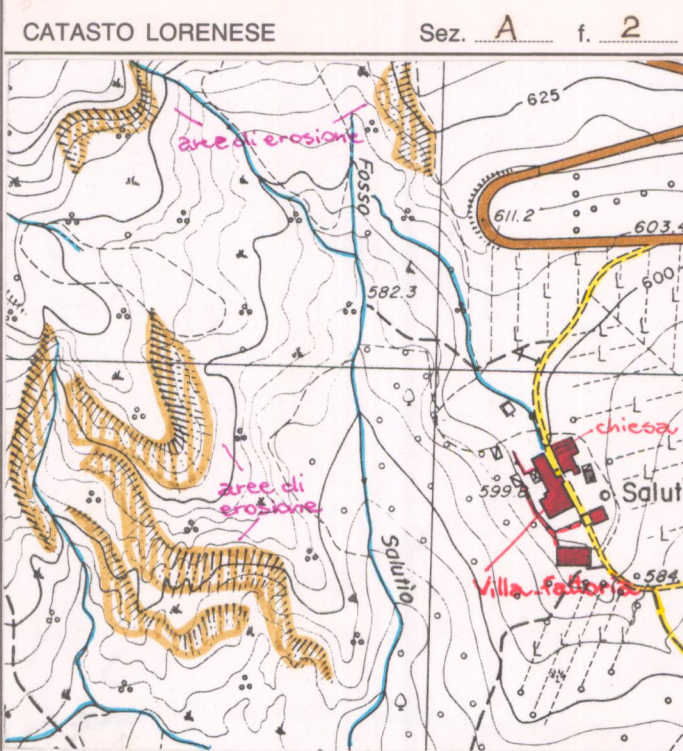 CATASTO LORENESE Sez. A f. 2
625
aree di erosione
Fosso
611.2
603.4
582.3
600
chiesa
aree di
erosione
599.8
Salut
Salutio
Villa-fattoria
584